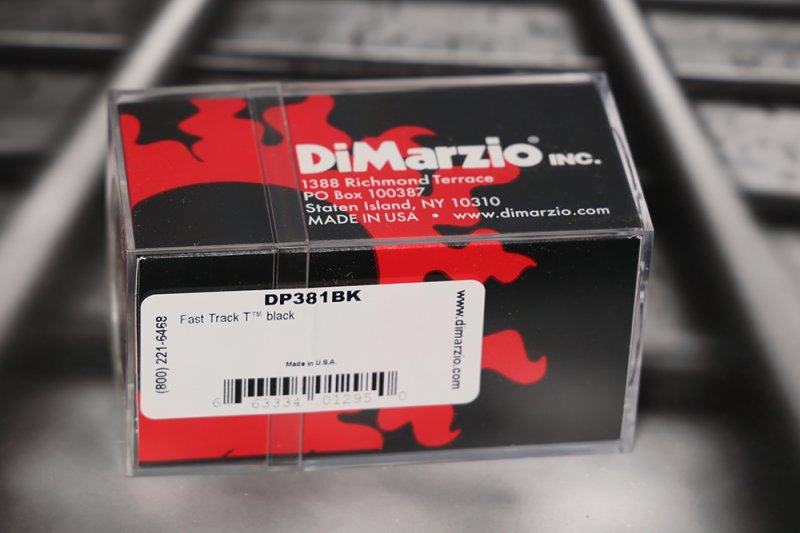 DiMarzio® INC.
1388 Richmond Terrace
PO Box 100387
Staten Island, NY 10310
MADE IN USA • www.dimarzio.com
DP381BK
Fast Track T™ black
(800) 221-6468
www.dimarzio.com
Made in U.S.A.
6 63334 01295 0